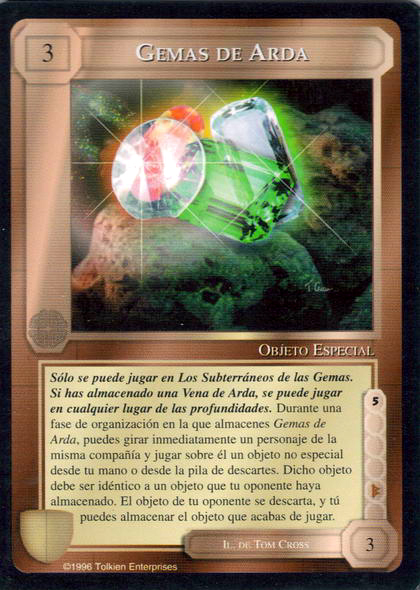 3
GEMAS DE ARDA
T. Cross
OBJETO ESPECIAL
Sólo se puede jugar en Los Subterráneos de las Gemas.
Si has almacenado una Vena de Arda, se puede jugar
en cualquier lugar de las profundidades. Durante una
fase de organización en la que almacenes Gemas de
Arda, puedes girar inmediatamente un personaje de la
misma compañía y jugar sobre él un objeto no especial
desde tu mano o desde la pila de descartes. Dicho objeto
debe ser idéntico a un objeto que tu oponente haya
almacenado. El objeto de tu oponente se descarta, y tú
puedes almacenar el objeto que acabas de jugar.
5
IL. DE TOM CROSS
3
©1996 Tolkien Enterprises